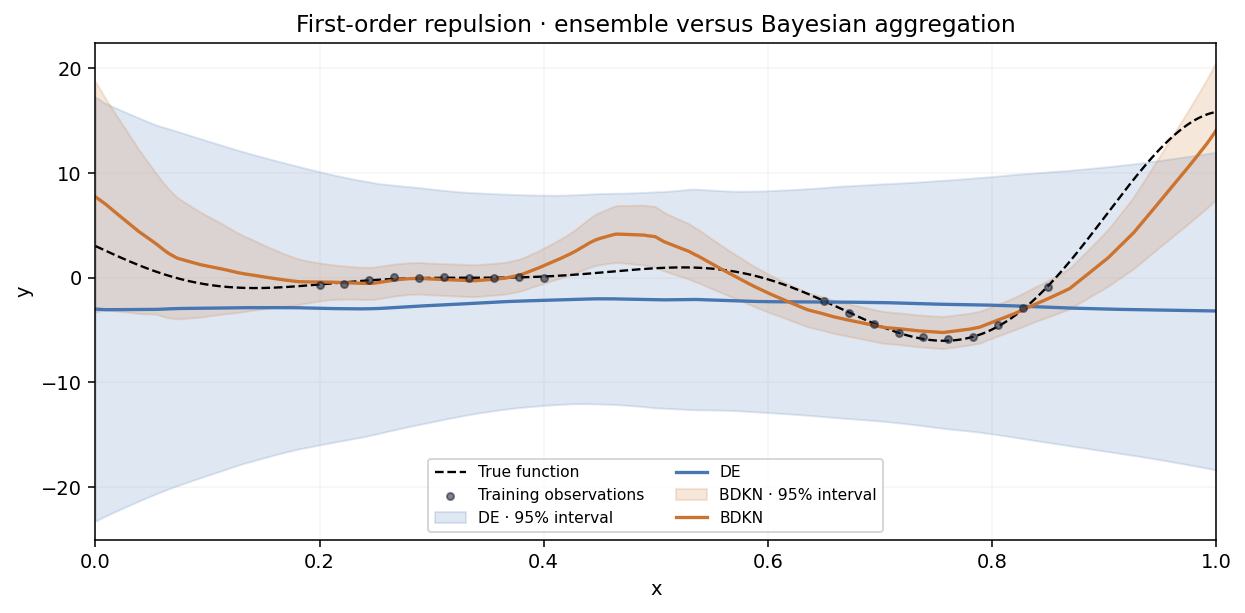 First-order repulsion · ensemble versus Bayesian aggregation
y
20
10
0
−10
−20
True function
Training observations
DE · 95% interval
DE
BDKN · 95% interval
BDKN
0.0 0.2 0.4 0.6 0.8 1.0
x